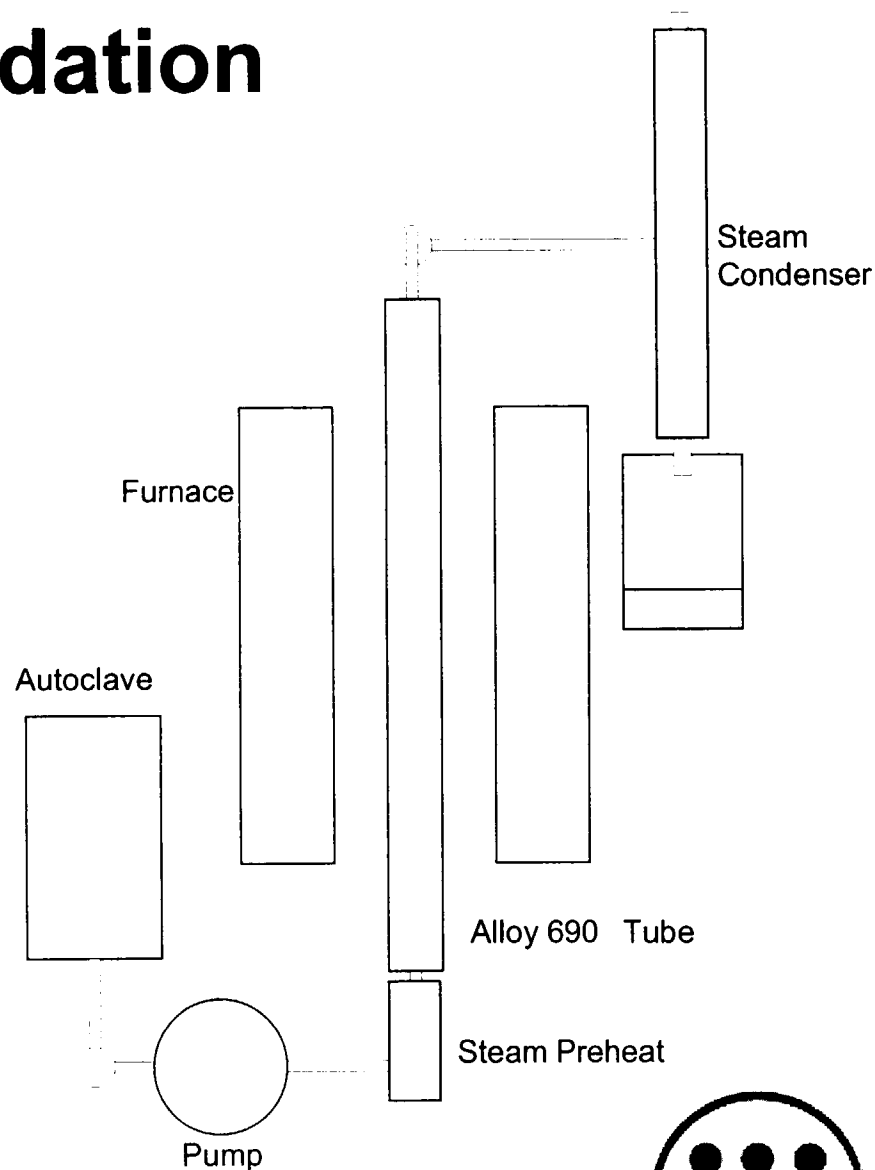 dation
Steam
Condenser
Furnace
Autoclave
Alloy 690 Tube
Steam Preheat
Pump